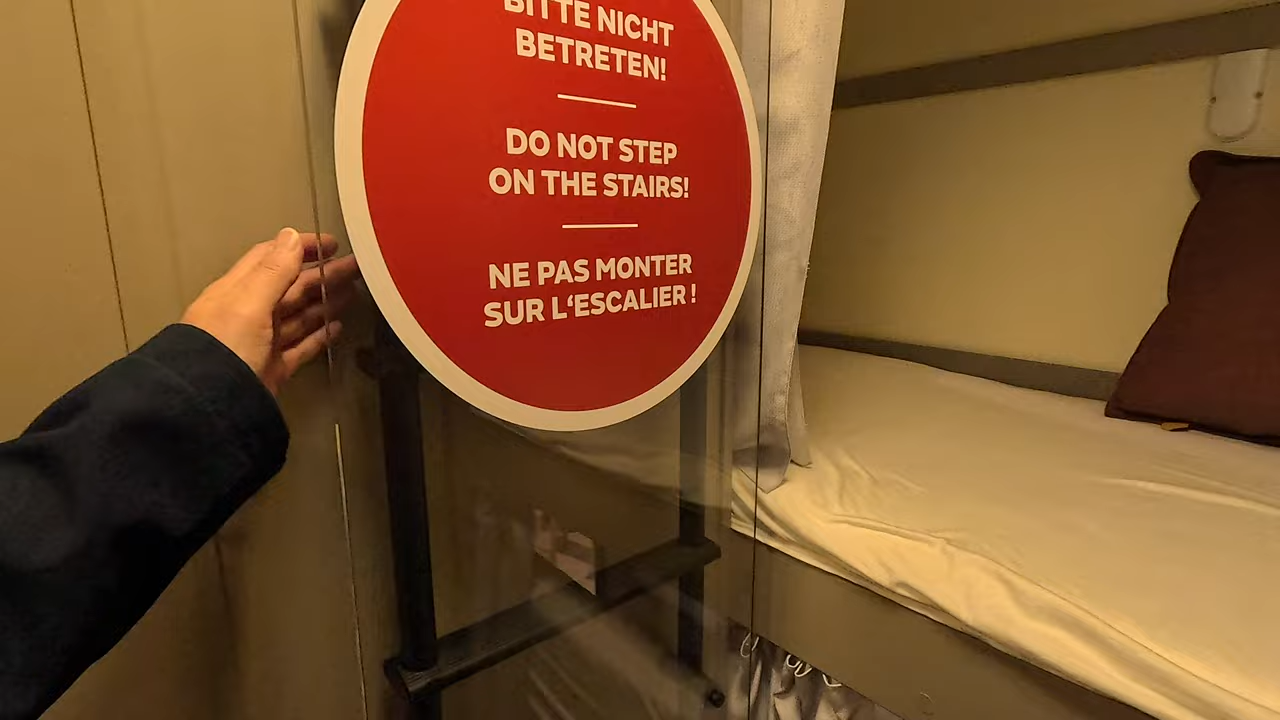 BITTE NICHT
BETRETEN!
DO NOT STEP
ON THE STAIRS!
NE PAS MONTER
SUR L‘ESCALIER !